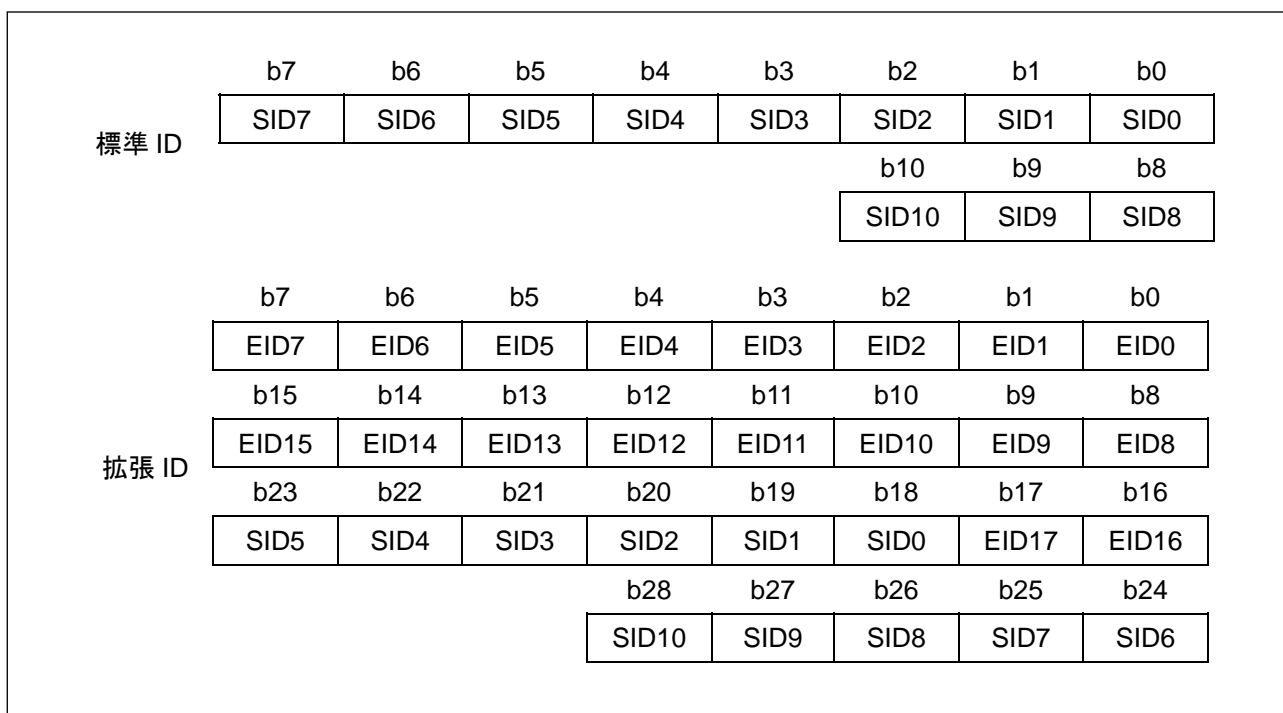 b7 b6 b5 b4 b3 b2 b1 b0
標準 ID SID7 SID6 SID5 SID4 SID3 SID2 SID1 SID0
b10 b9 b8
SID10 SID9 SID8
b7 b6 b5 b4 b3 b2 b1 b0
EID7 EID6 EID5 EID4 EID3 EID2 EID1 EID0
b15 b14 b13 b12 b11 b10 b9 b8
拡張 ID EID15 EID14 EID13 EID12 EID11 EID10 EID9 EID8
b23 b22 b21 b20 b19 b18 b17 b16
SID5 SID4 SID3 SID2 SID1 SID0 EID17 EID16
b28 b27 b26 b25 b24
SID10 SID9 SID8 SID7 SID6